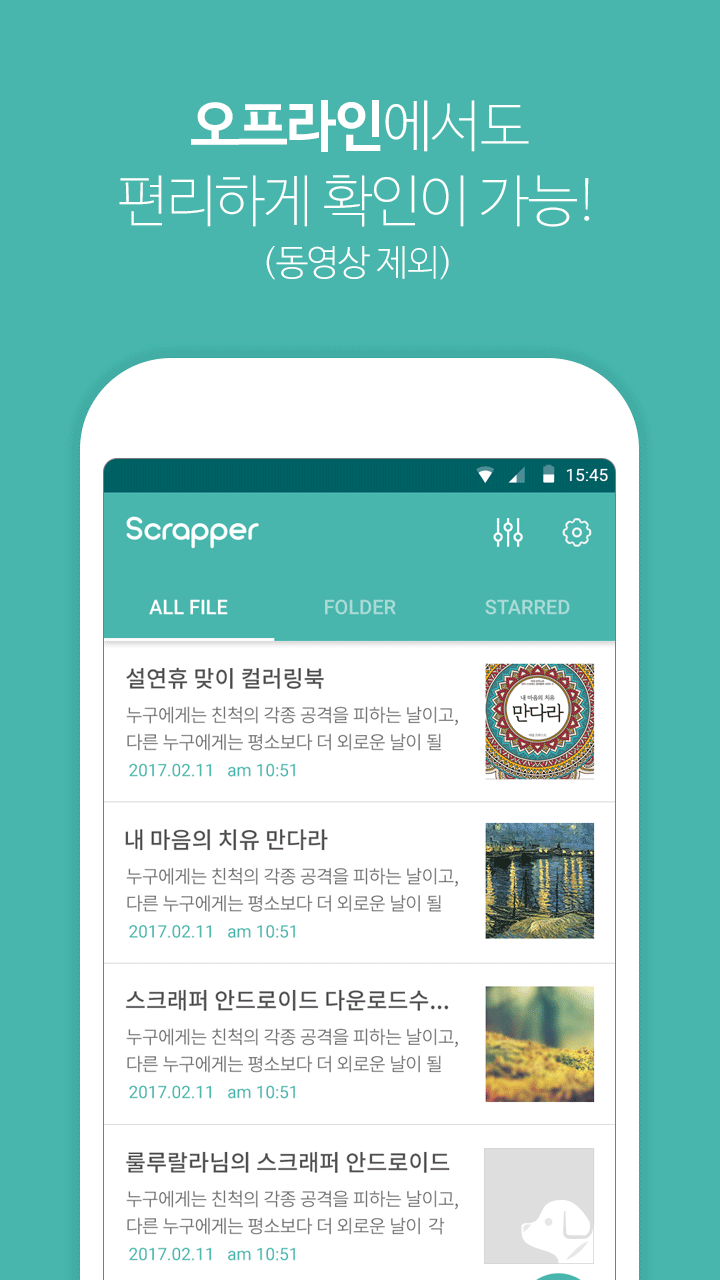 오프라인에서도
편리하게 확인이 가능!
(동영상 제외)
15:45
Scrapper
ALL FILE FOLDER STARRED
설연휴 맞이 컬러링북
누구에게는 친척의 각종 공격을 피하는 날이고,
다른 누구에게는 평소보다 더 외로운 날이 될
2017.02.11 am 10:51
내 마음의 치유
만다라
내 마음의 치유 만다라
누구에게는 친척의 각종 공격을 피하는 날이고,
다른 누구에게는 평소보다 더 외로운 날이 될
2017.02.11 am 10:51
스크래퍼 안드로이드 다운로드수...
누구에게는 친척의 각종 공격을 피하는 날이고,
다른 누구에게는 평소보다 더 외로운 날이 될
2017.02.11 am 10:51
룰루랄라님의 스크래퍼 안드로이드
누구에게는 친척의 각종 공격을 피하는 날이고,
다른 누구에게는 평소보다 더 외로운 날이 각
2017.02.11 am 10:51